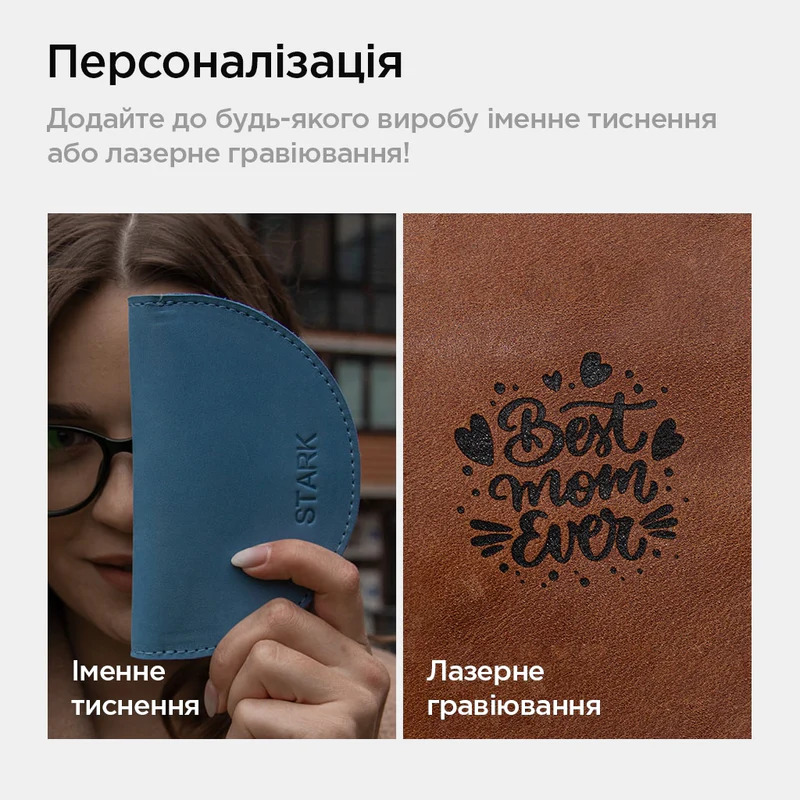 Персоналізація
Додайте до будь-якого виробу іменне тиснення
або лазерне гравіювання!
STARK
Best
mom
Ever
Іменне
тиснення
Лазерне
гравіювання